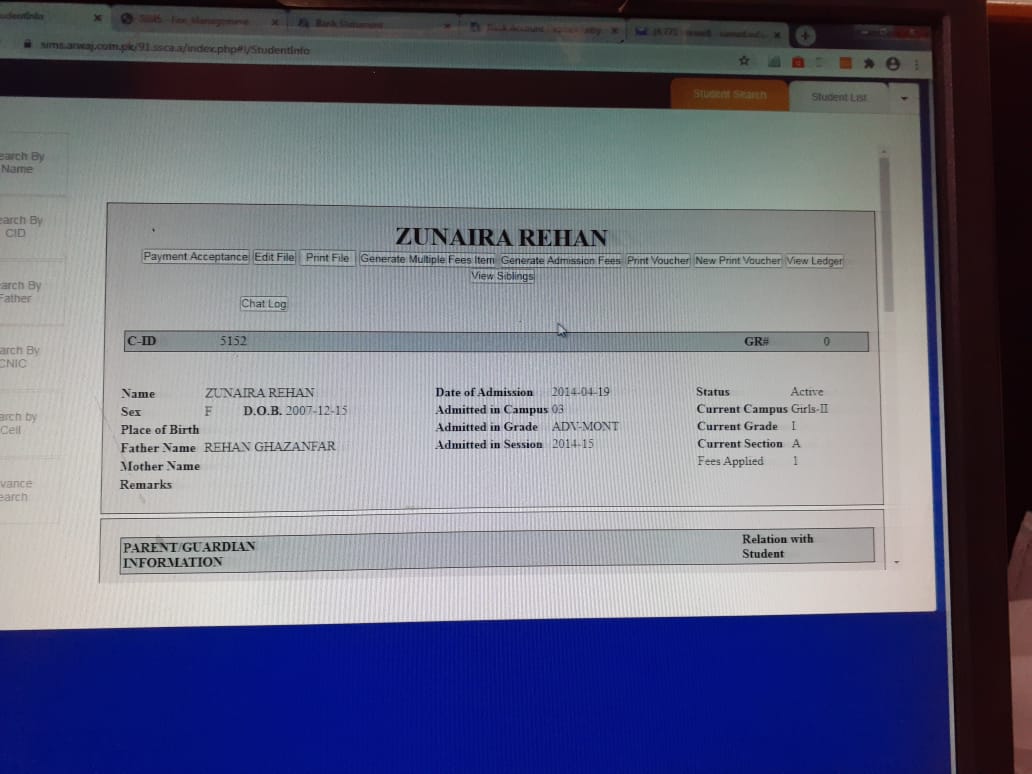 StudentInfo
SIMS - Fee_Management
Bank Statement
sims.arwaj.com.pk/91.ssca.a/index.php#!/StudentInfo
Student Search
Student List
earch By
Name
earch By
CID
earch By
Father
arch By
CNIC
arch by
Cell
vance
earch
ZUNAIRA REHAN
Payment Acceptance Edit File Print File Generate Multiple Fees Item Generate Admission Fees Print Voucher New Print Voucher View Ledger
View Siblings
Chat Log
C-ID 5152 GR# 0
Name ZUNAIRA REHAN Date of Admission 2014-04-19 Status Active
Sex F D.O.B. 2007-12-15 Admitted in Campus 03 Current Campus Girls-II
Place of Birth Admitted in Grade ADV-MONT Current Grade I
Father Name REHAN GHAZANFAR Admitted in Session 2014-15 Current Section A
Mother Name Fees Applied 1
Remarks
PARENT/GUARDIAN
INFORMATION
Relation with
Student